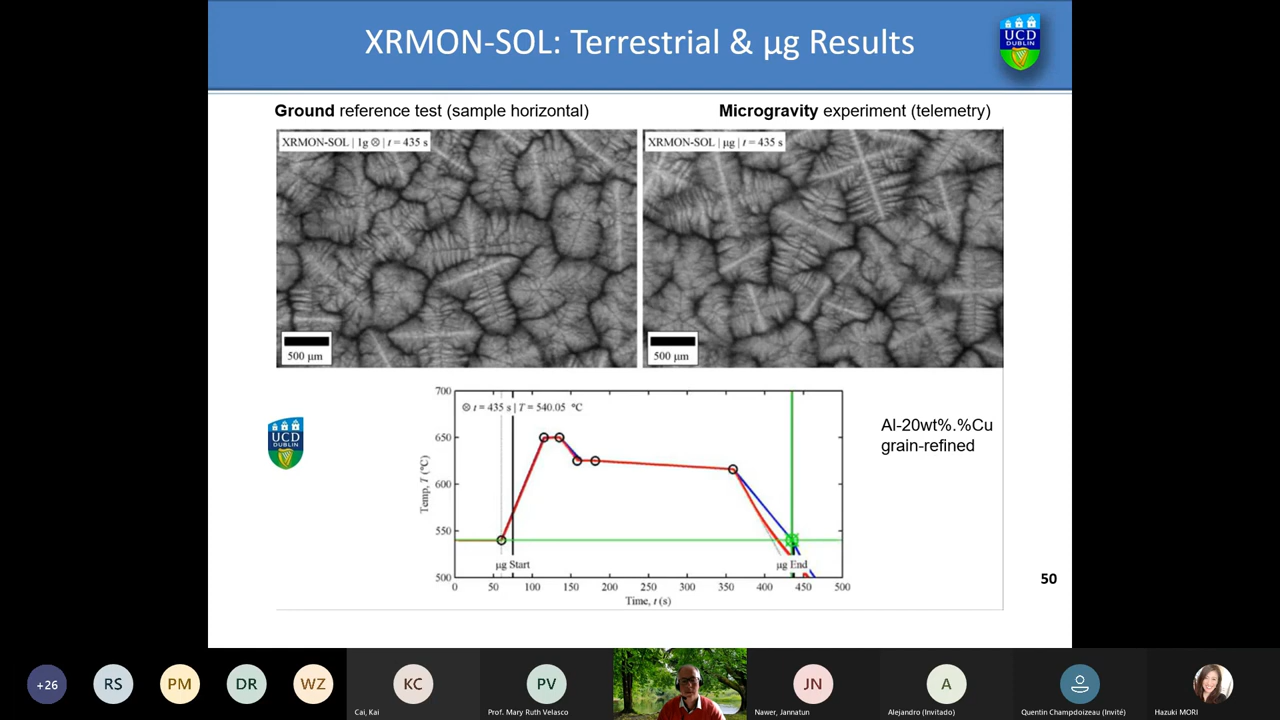 XRMON-SOL: Terrestrial & µg Results
UCD
DUBLIN
Ground reference test (sample horizontal)
Microgravity experiment (telemetry)
XRMON-SOL | 1g ⊗ | t = 435 s
XRMON-SOL | µg | t = 435 s
500 µm
500 µm
UCD
DUBLIN
⊗ t = 435 s | T = 540.05 °C
700
650
600
550
500
Temp, T (°C)
µg Start
µg End
0 50 100 150 200 250 300 350 400 450 500
Time, t (s)
Al-20wt%.%Cu
grain-refined
50
+26
RS
PM
DR
WZ
KC
PV
JN
A
Cai, Kai
Prof. Mary Ruth Velasco
Nawer, Jannatun
Alejandro (Invitado)
Quentin Champdoizeau (Invité)
Hazuki MORI